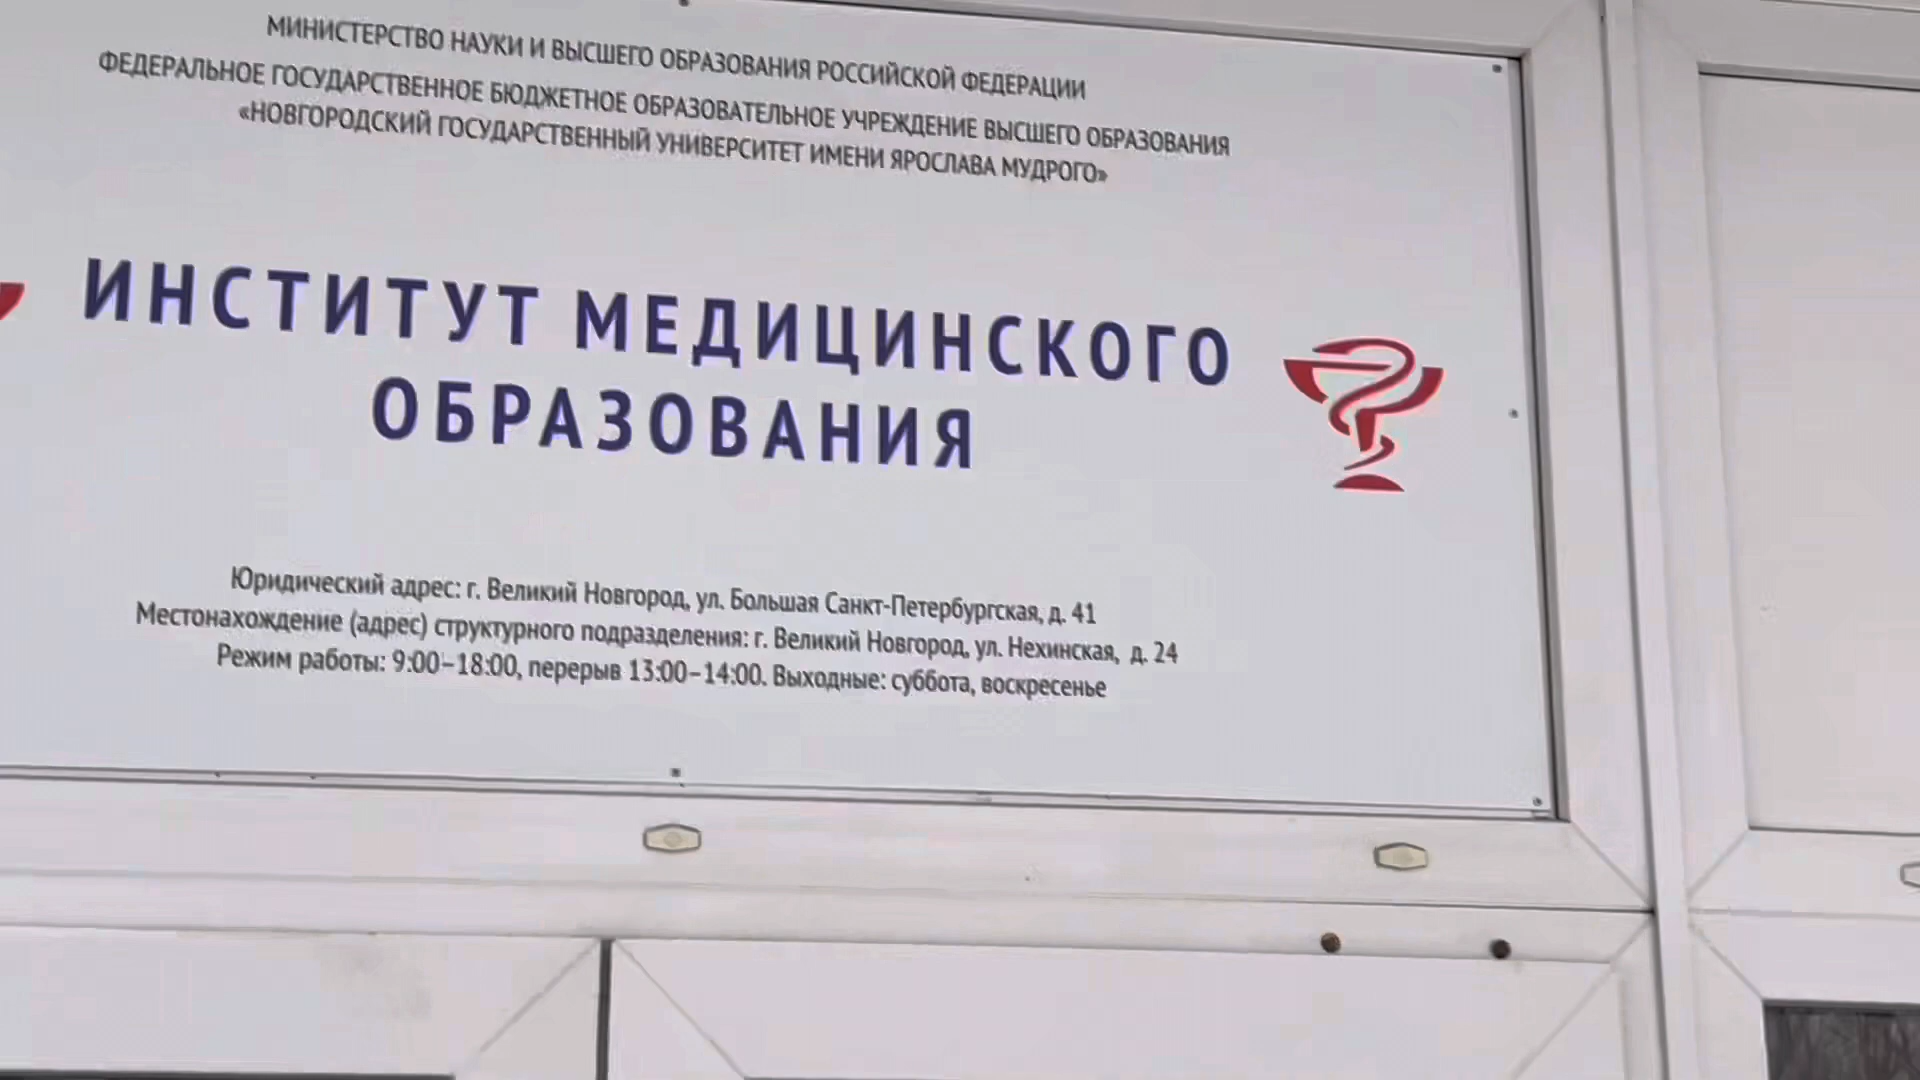 МИНИСТЕРСТВО НАУКИ И ВЫСШЕГО ОБРАЗОВАНИЯ РОССИЙСКОЙ ФЕДЕРАЦИИ
ФЕДЕРАЛЬНОЕ ГОСУДАРСТВЕННОЕ БЮДЖЕТНОЕ ОБРАЗОВАТЕЛЬНОЕ УЧРЕЖДЕНИЕ ВЫСШЕГО ОБРАЗОВАНИЯ
«НОВГОРОДСКИЙ ГОСУДАРСТВЕННЫЙ УНИВЕРСИТЕТ ИМЕНИ ЯРОСЛАВА МУДРОГО»
ИНСТИТУТ МЕДИЦИНСКОГО
ОБРАЗОВАНИЯ
Юридический адрес: г. Великий Новгород, ул. Большая Санкт-Петербургская, д. 41
Местонахождение (адрес) структурного подразделения: г. Великий Новгород, ул. Нехинская, д. 24
Режим работы: 9:00–18:00, перерыв 13:00–14:00. Выходные: суббота, воскресенье